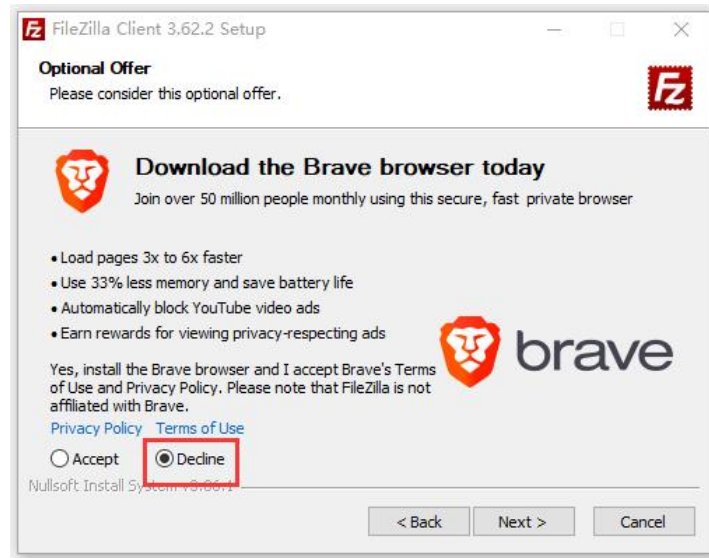 FileZilla Client 3.62.2 Setup
Optional Offer
Please consider this optional offer.
Fz
Download the Brave browser today
Join over 50 million people monthly using this secure, fast private browser
• Load pages 3x to 6x faster
• Use 33% less memory and save battery life
• Automatically block YouTube video ads
• Earn rewards for viewing privacy-respecting ads
brave
Yes, install the Brave browser and I accept Brave's Terms
of Use and Privacy Policy. Please note that FileZilla is not
affiliated with Brave.
Privacy Policy Terms of Use
Accept Decline
Nullsoft Install System
< Back Next > Cancel